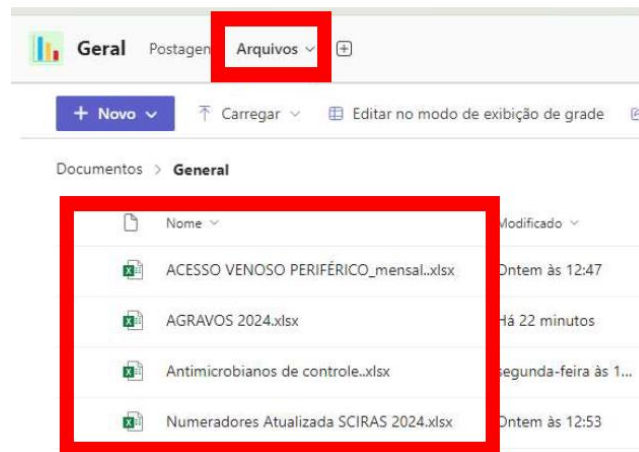 Geral Postagen Arquivos
+ Novo Carregar Editar no modo de exibição de grade
Documentos > General
Nome Modificado
ACESSO VENOSO PERIFÉRICO_mensal..xlsx Ontem às 12:47
AGRAVOS 2024.xlsx Há 22 minutos
Antimicrobianos de controle..xlsx segunda-feira às 1...
Numeradores Atualizada SCIRAS 2024.xlsx Ontem às 12:53